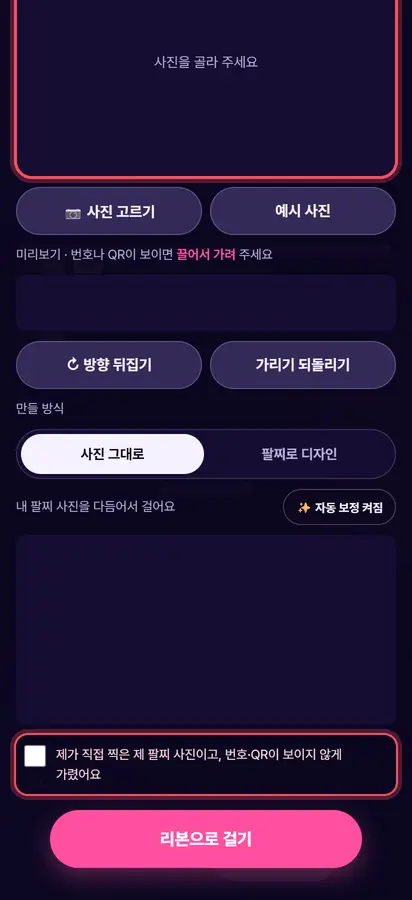 사진을 골라 주세요
사진 고르기
예시 사진
미리보기 · 번호나 QR이 보이면 끌어서 가려 주세요
↻ 방향 뒤집기
가리기 되돌리기
만들 방식
사진 그대로
팔찌로 디자인
내 팔찌 사진을 다듬어서 걸어요
✨ 자동 보정 켜짐
제가 직접 찍은 제 팔찌 사진이고, 번호·QR이 보이지 않게
가렸어요
리본으로 걸기